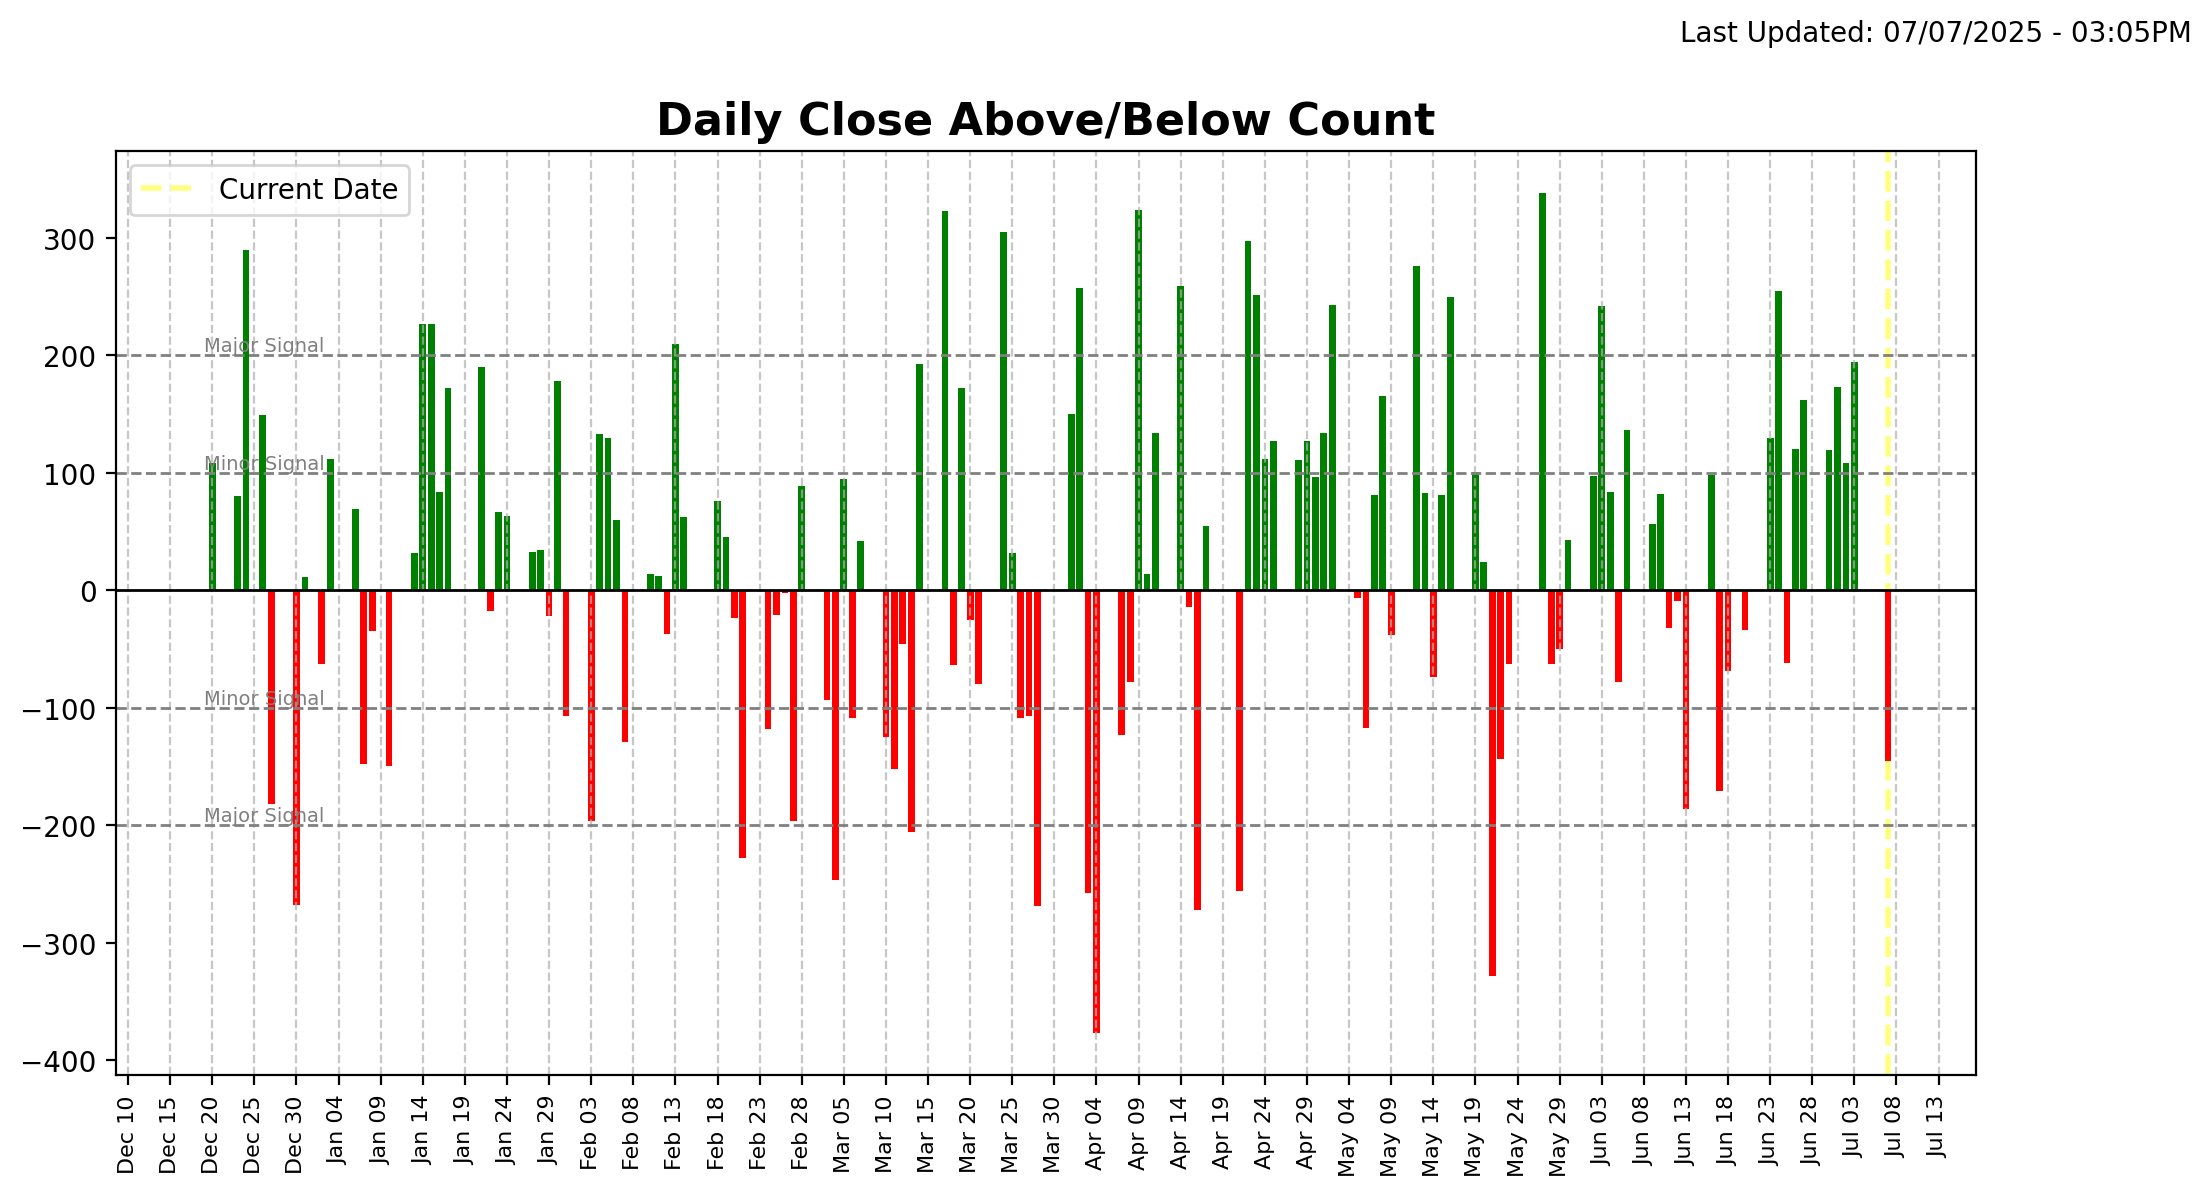 Last Updated: 07/07/2025 - 03:05PM
Daily Close Above/Below Count
Current Date
300
200
100
0
−100
−200
−300
−400
Major Signal
Minor Signal
Minor Signal
Major Signal
Dec 10
Dec 15
Dec 20
Dec 25
Dec 30
Jan 04
Jan 09
Jan 14
Jan 19
Jan 24
Jan 29
Feb 03
Feb 08
Feb 13
Feb 18
Feb 23
Feb 28
Mar 05
Mar 10
Mar 15
Mar 20
Mar 25
Mar 30
Apr 04
Apr 09
Apr 14
Apr 19
Apr 24
Apr 29
May 04
May 09
May 14
May 19
May 24
May 29
Jun 03
Jun 08
Jun 13
Jun 18
Jun 23
Jun 28
Jul 03
Jul 08
Jul 13